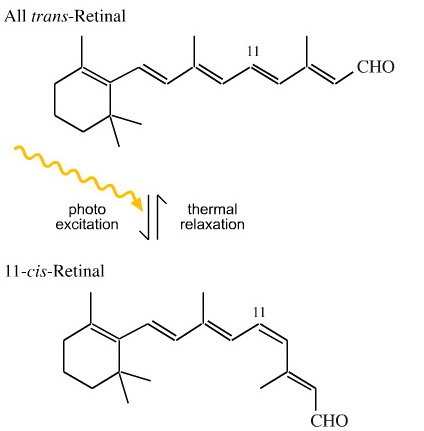 All trans-Retinal
11
CHO
photo
excitation
thermal
relaxation
11-cis-Retinal
11
CHO